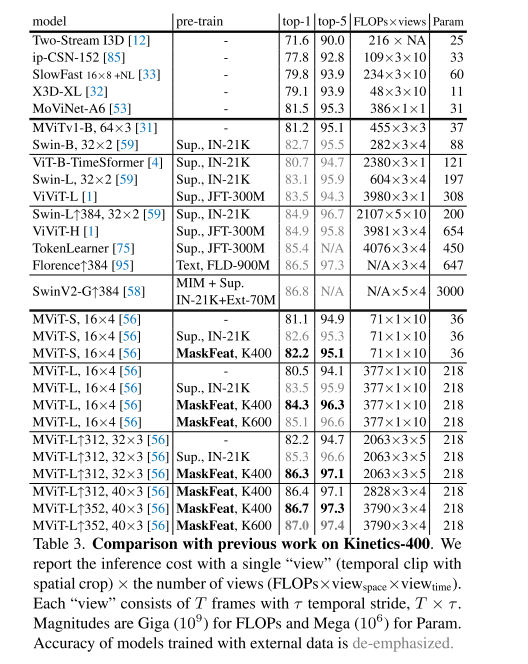 model pre-train top-1 top-5 FLOPs×views Param
Two-Stream I3D [12] - 71.6 90.0 216 × NA 25
ip-CSN-152 [85] - 77.8 92.8 109×3×10 33
SlowFast 16×8 +NL [33] - 79.8 93.9 234×3×10 60
X3D-XL [32] - 79.1 93.9 48×3×10 11
MoViNet-A6 [53] - 81.5 95.3 386×1×1 31
MViTv1-B, 64×3 [31] - 81.2 95.1 455×3×3 37
Swin-B, 32×2 [59] Sup., IN-21K 82.7 95.5 282×3×4 88
ViT-B-TimeSformer [4] Sup., IN-21K 80.7 94.7 2380×3×1 121
Swin-L, 32×2 [59] Sup., IN-21K 83.1 95.9 604×3×4 197
ViViT-L [1] Sup., JFT-300M 83.5 94.3 3980×3×1 308
Swin-L↑384, 32×2 [59] Sup., IN-21K 84.9 96.7 2107×5×10 200
ViViT-H [1] Sup., JFT-300M 84.9 95.8 3981×3×4 654
TokenLearner [75] Sup., JFT-300M 85.4 N/A 4076×3×4 450
Florence↑384 [95] Text, FLD-900M 86.5 97.3 N/A×3×4 647
SwinV2-G↑384 [58] MIM + Sup. 86.8 N/A N/A×5×4 3000
IN-21K+Ext-70M
MViT-S, 16×4 [56] - 81.1 94.9 71×1×10 36
MViT-S, 16×4 [56] Sup., IN-21K 82.6 95.3 71×1×10 36
MViT-S, 16×4 [56] MaskFeat, K400 82.2 95.1 71×1×10 36
MViT-L, 16×4 [56] - 80.5 94.1 377×1×10 218
MViT-L, 16×4 [56] Sup., IN-21K 83.5 95.9 377×1×10 218
MViT-L, 16×4 [56] MaskFeat, K400 84.3 96.3 377×1×10 218
MViT-L, 16×4 [56] MaskFeat, K600 85.1 96.6 377×1×10 218
MViT-L↑312, 32×3 [56] - 82.2 94.7 2063×3×5 218
MViT-L↑312, 32×3 [56] Sup., IN-21K 85.3 96.6 2063×3×5 218
MViT-L↑312, 32×3 [56] MaskFeat, K400 86.3 97.1 2063×3×5 218
MViT-L↑312, 40×3 [56] MaskFeat, K400 86.4 97.1 2828×3×4 218
MViT-L↑352, 40×3 [56] MaskFeat, K400 86.7 97.3 3790×3×4 218
MViT-L↑352, 40×3 [56] MaskFeat, K600 87.0 97.4 3790×3×4 218
Table 3. Comparison with previous work on Kinetics-400. We
report the inference cost with a single “view" (temporal clip with
spatial crop) × the number of views (FLOPs×view_space×view_time).
Each “view” consists of T frames with τ temporal stride, T × τ.
Magnitudes are Giga (10⁹) for FLOPs and Mega (10⁶) for Param.
Accuracy of models trained with external data is de-emphasized.